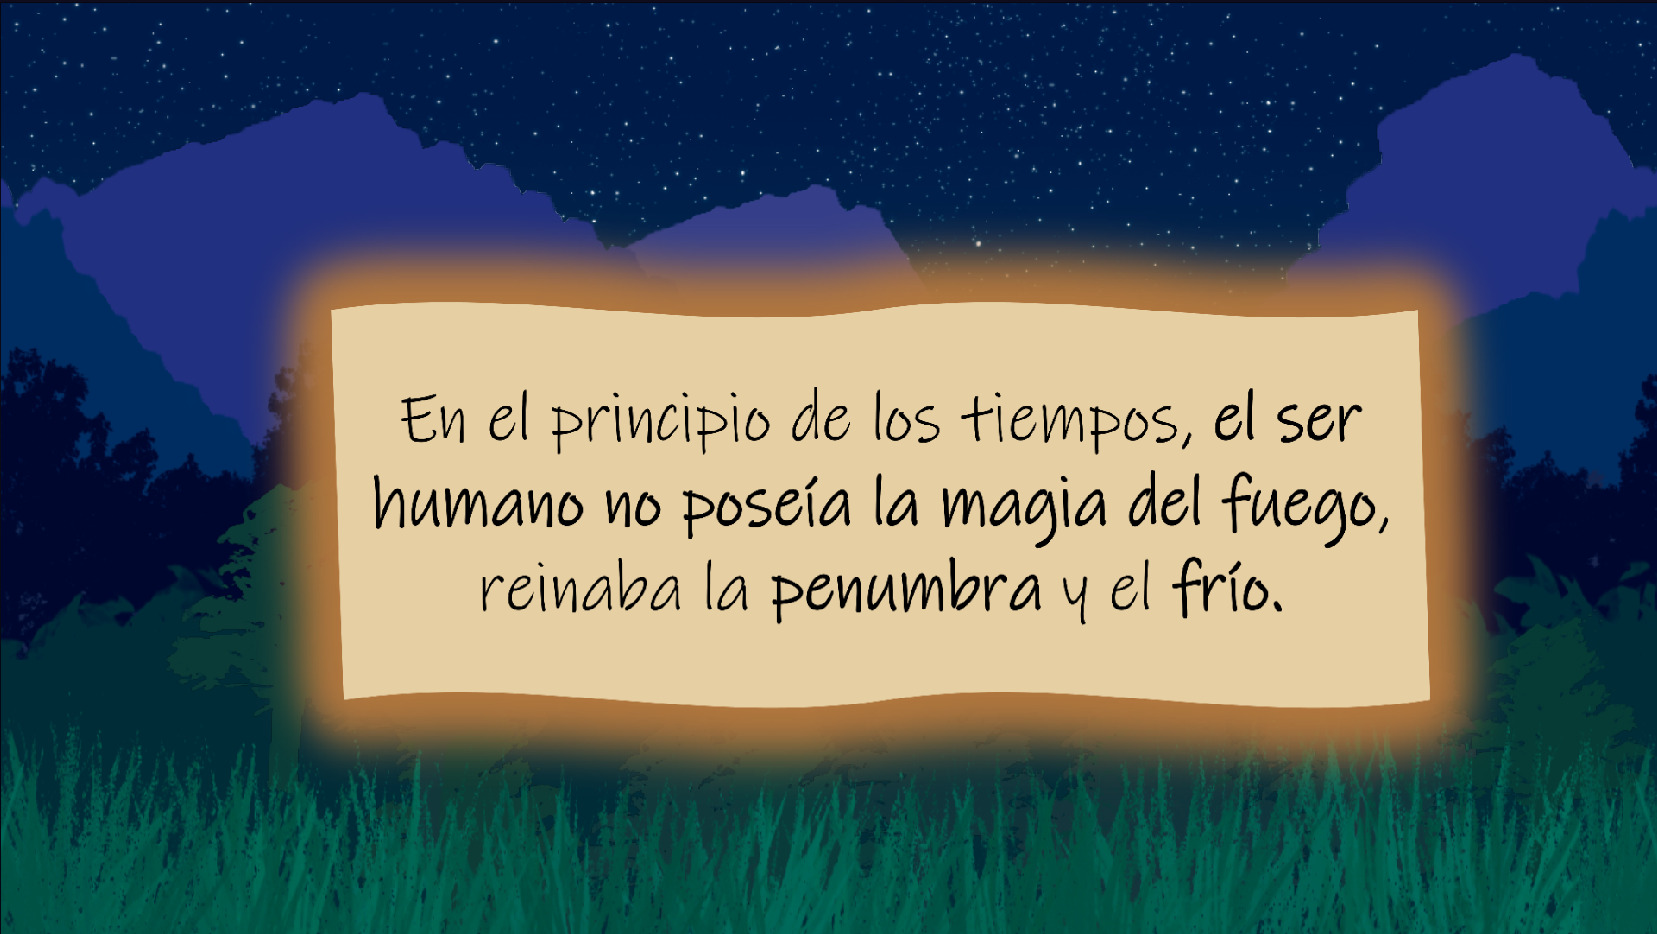 En el principio de los tiempos, el ser
humano no poseía la magia del fuego,
reinaba la penumbra y el frío.